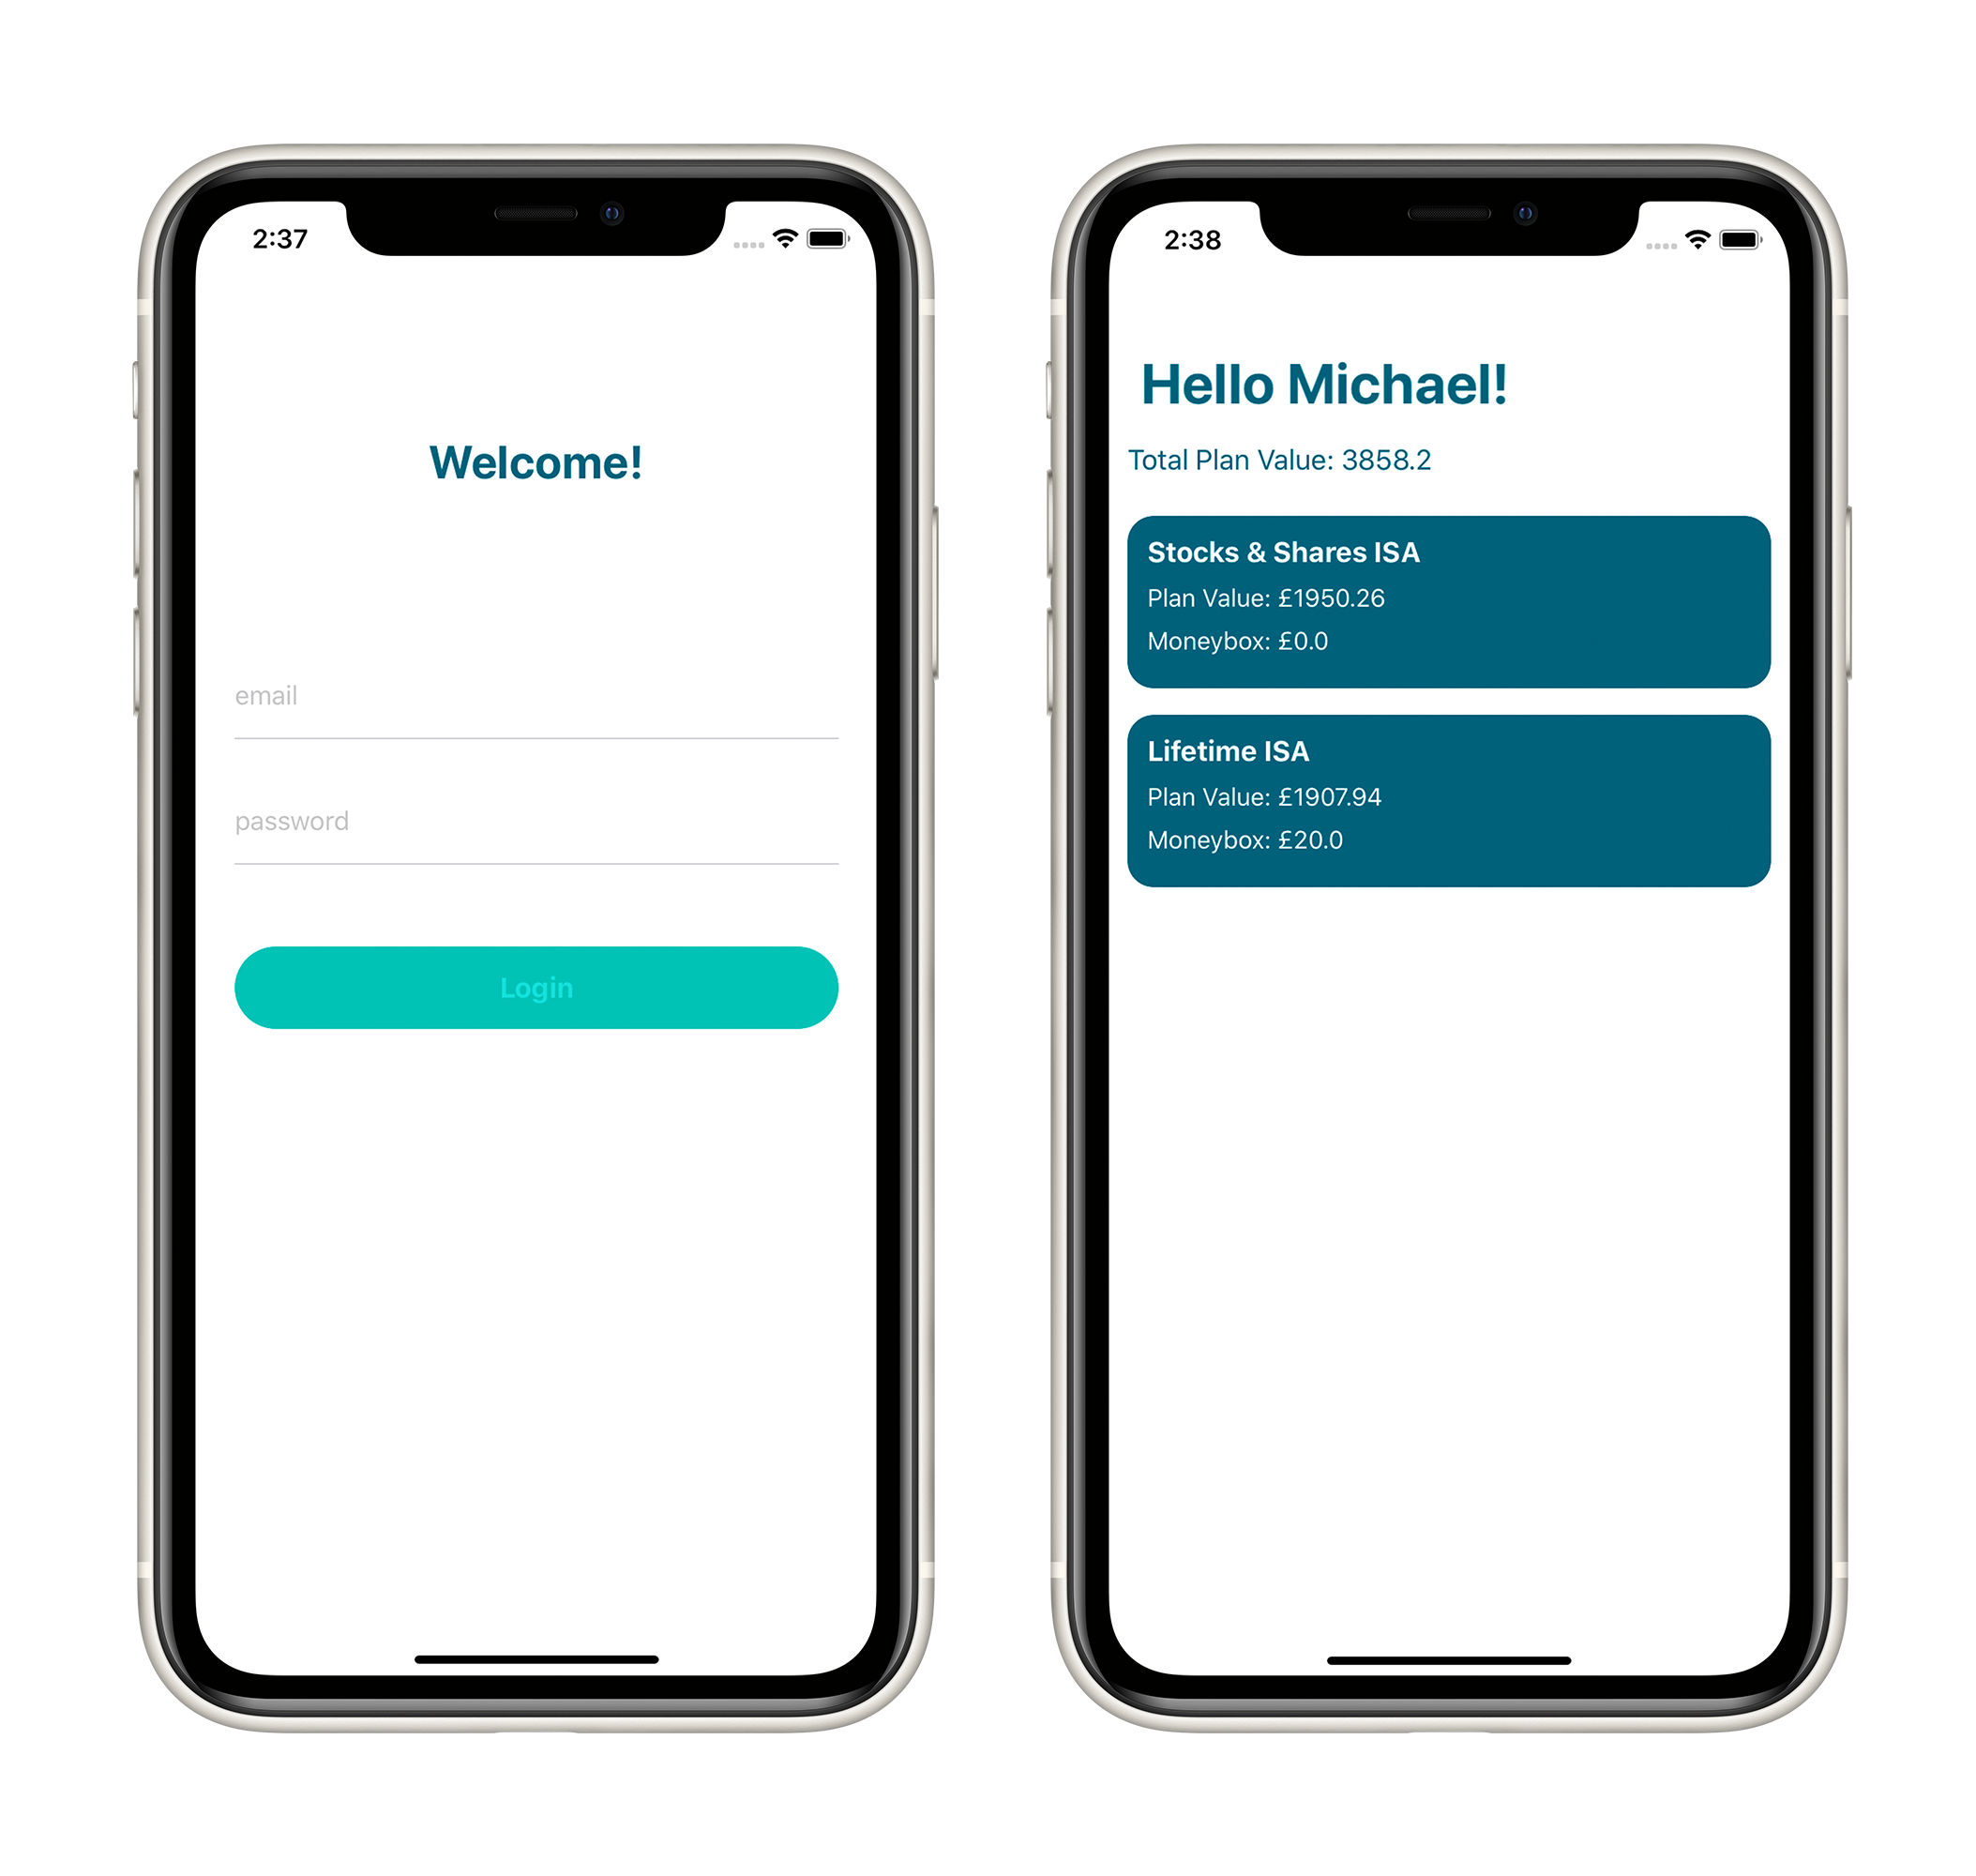 2:37
Welcome!
email
password
Login
2:38
Hello Michael!
Total Plan Value: 3858.2
Stocks & Shares ISA
Plan Value: £1950.26
Moneybox: £0.0
Lifetime ISA
Plan Value: £1907.94
Moneybox: £20.0